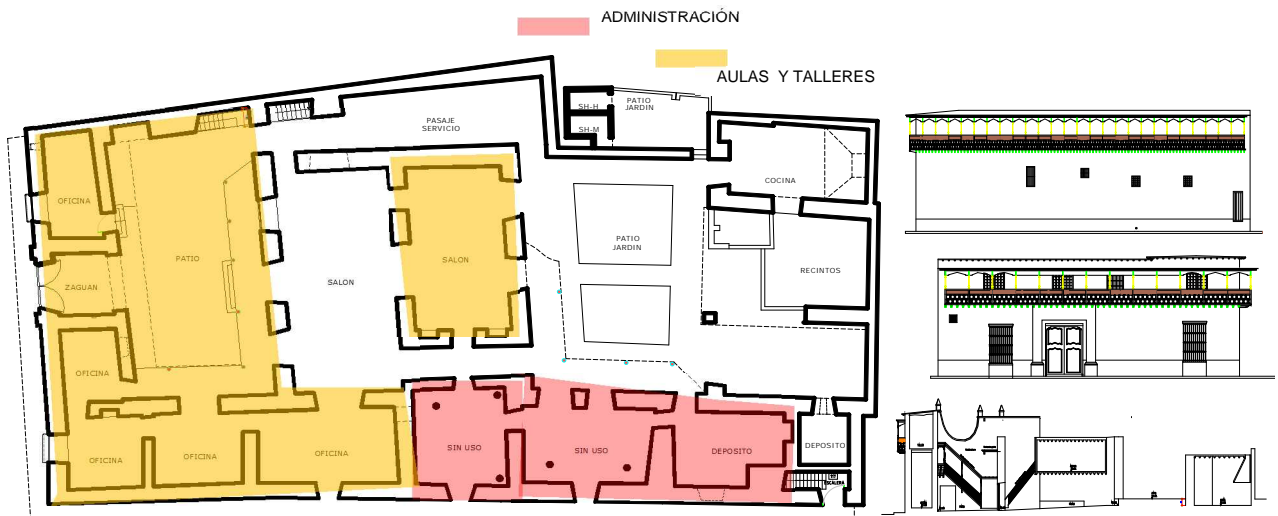 ADMINISTRACIÓN
AULAS Y TALLERES
SH-H
PATIO
JARDIN
SH-M
PASAJE
SERVICIO
COCINA
OFICINA
PATIO
SALON
PATIO
JARDIN
RECINTOS
ZAGUAN
SALON
OFICINA
OFICINA
OFICINA
OFICINA
SIN USO
SIN USO
DEPOSITO
DEPOSITO
ESCALERA